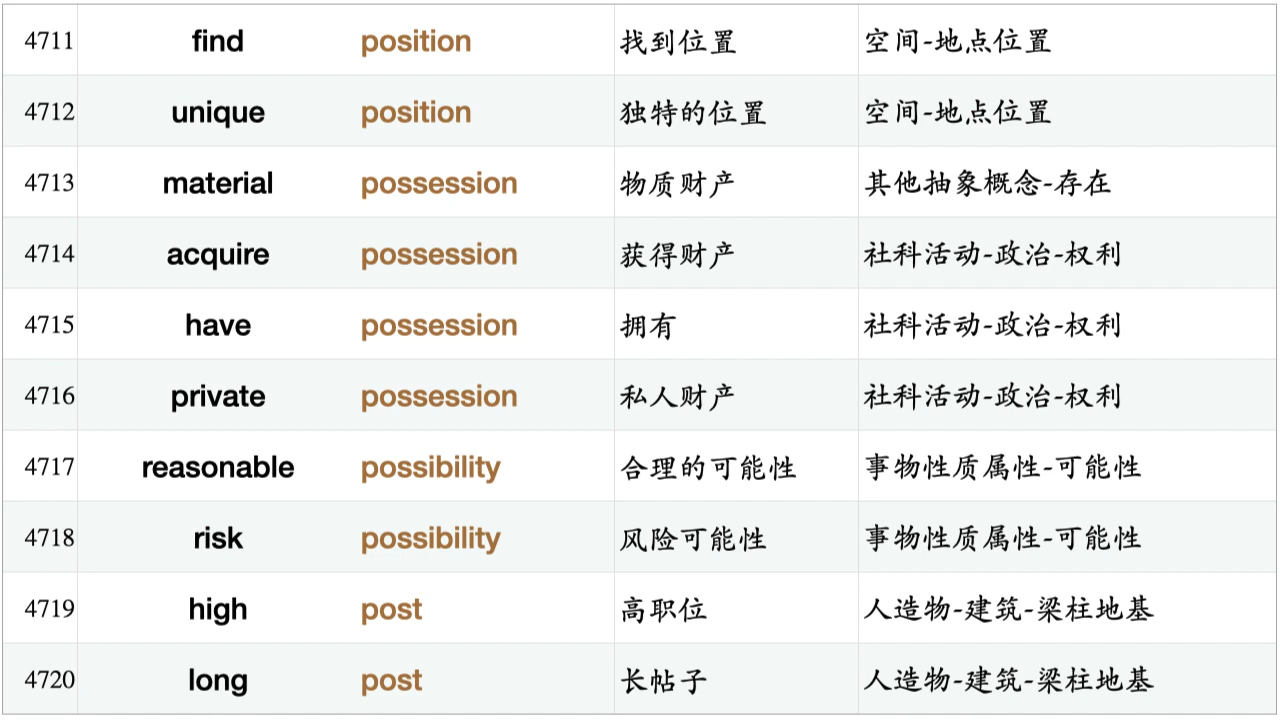 4711 find position 找到位置 空间-地点位置
4712 unique position 独特的位置 空间-地点位置
4713 material possession 物质财产 其他抽象概念-存在
4714 acquire possession 获得财产 社科活动-政治-权利
4715 have possession 拥有 社科活动-政治-权利
4716 private possession 私人财产 社科活动-政治-权利
4717 reasonable possibility 合理的可能性 事物性质属性-可能性
4718 risk possibility 风险可能性 事物性质属性-可能性
4719 high post 高职位 人造物-建筑-梁柱地基
4720 long post 长帖子 人造物-建筑-梁柱地基